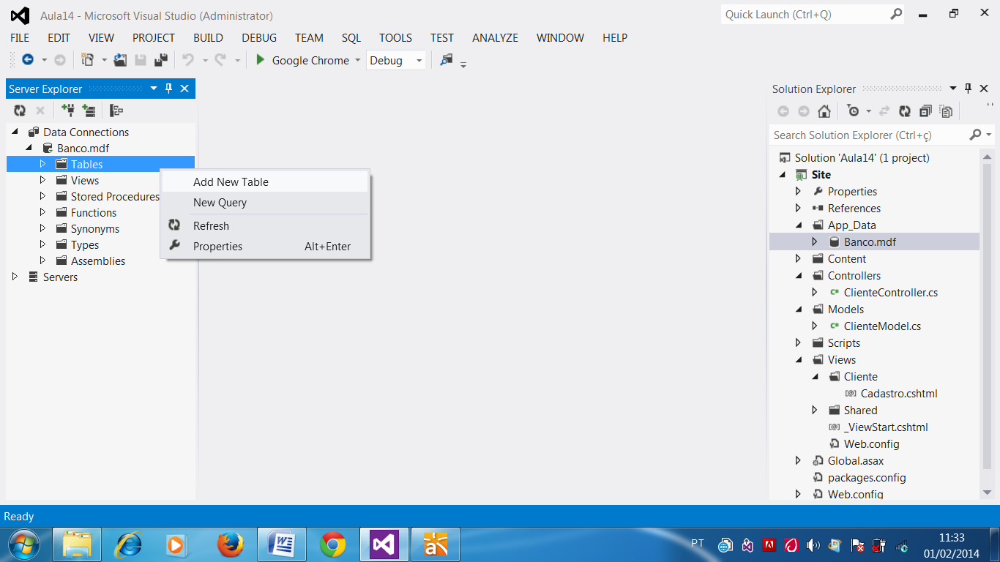 Aula14 - Microsoft Visual Studio (Administrator)
Quick Launch (Ctrl+Q)
FILE EDIT VIEW PROJECT BUILD DEBUG TEAM SQL TOOLS TEST ANALYZE WINDOW HELP
Google Chrome Debug
Server Explorer
Data Connections
Banco.mdf
Tables
Views
Stored Procedures
Functions
Synonyms
Types
Assemblies
Servers
Add New Table
New Query
Refresh
Properties Alt+Enter
Solution Explorer
Search Solution Explorer (Ctrl+ç)
Solution 'Aula14' (1 project)
Site
Properties
References
App_Data
Banco.mdf
Content
Controllers
ClienteController.cs
Models
ClienteModel.cs
Scripts
Views
Cliente
Cadastro.cshtml
Shared
_ViewStart.cshtml
Web.config
Global.asax
packages.config
Web.config
Ready
PT
11:33
01/02/2014